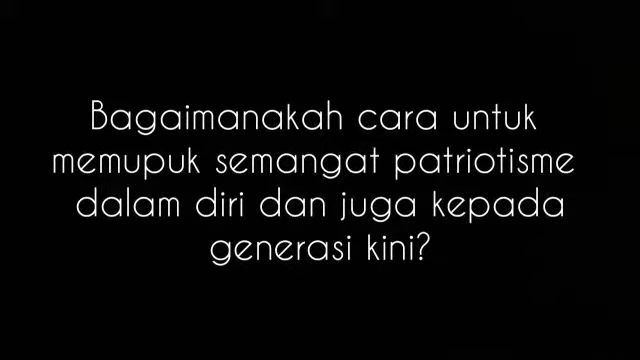 Bagaimanakah cara untuk
memupuk semangat patriotisme
dalam diri dan juga kepada
generasi kini?